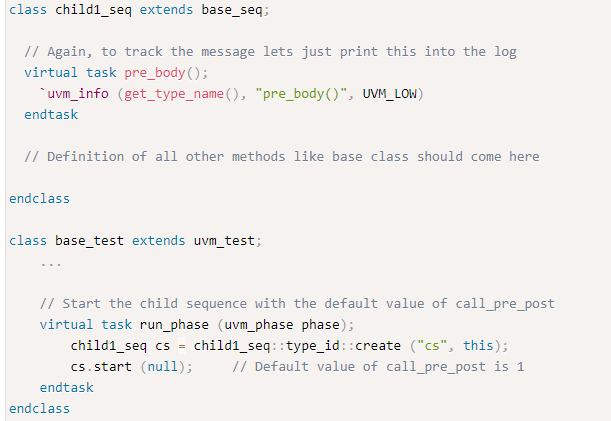 class child1_seq extends base_seq;
// Again, to track the message lets just print this into the log
virtual task pre_body();
`uvm_info (get_type_name(), "pre_body()", UVM_LOW)
endtask
// Definition of all other methods like base class should come here
endclass
class base_test extends uvm_test;
...
// Start the child sequence with the default value of call_pre_post
virtual task run_phase (uvm_phase phase);
child1_seq cs = child1_seq::type_id::create ("cs", this);
cs.start (null);     // Default value of call_pre_post is 1
endtask
endclass